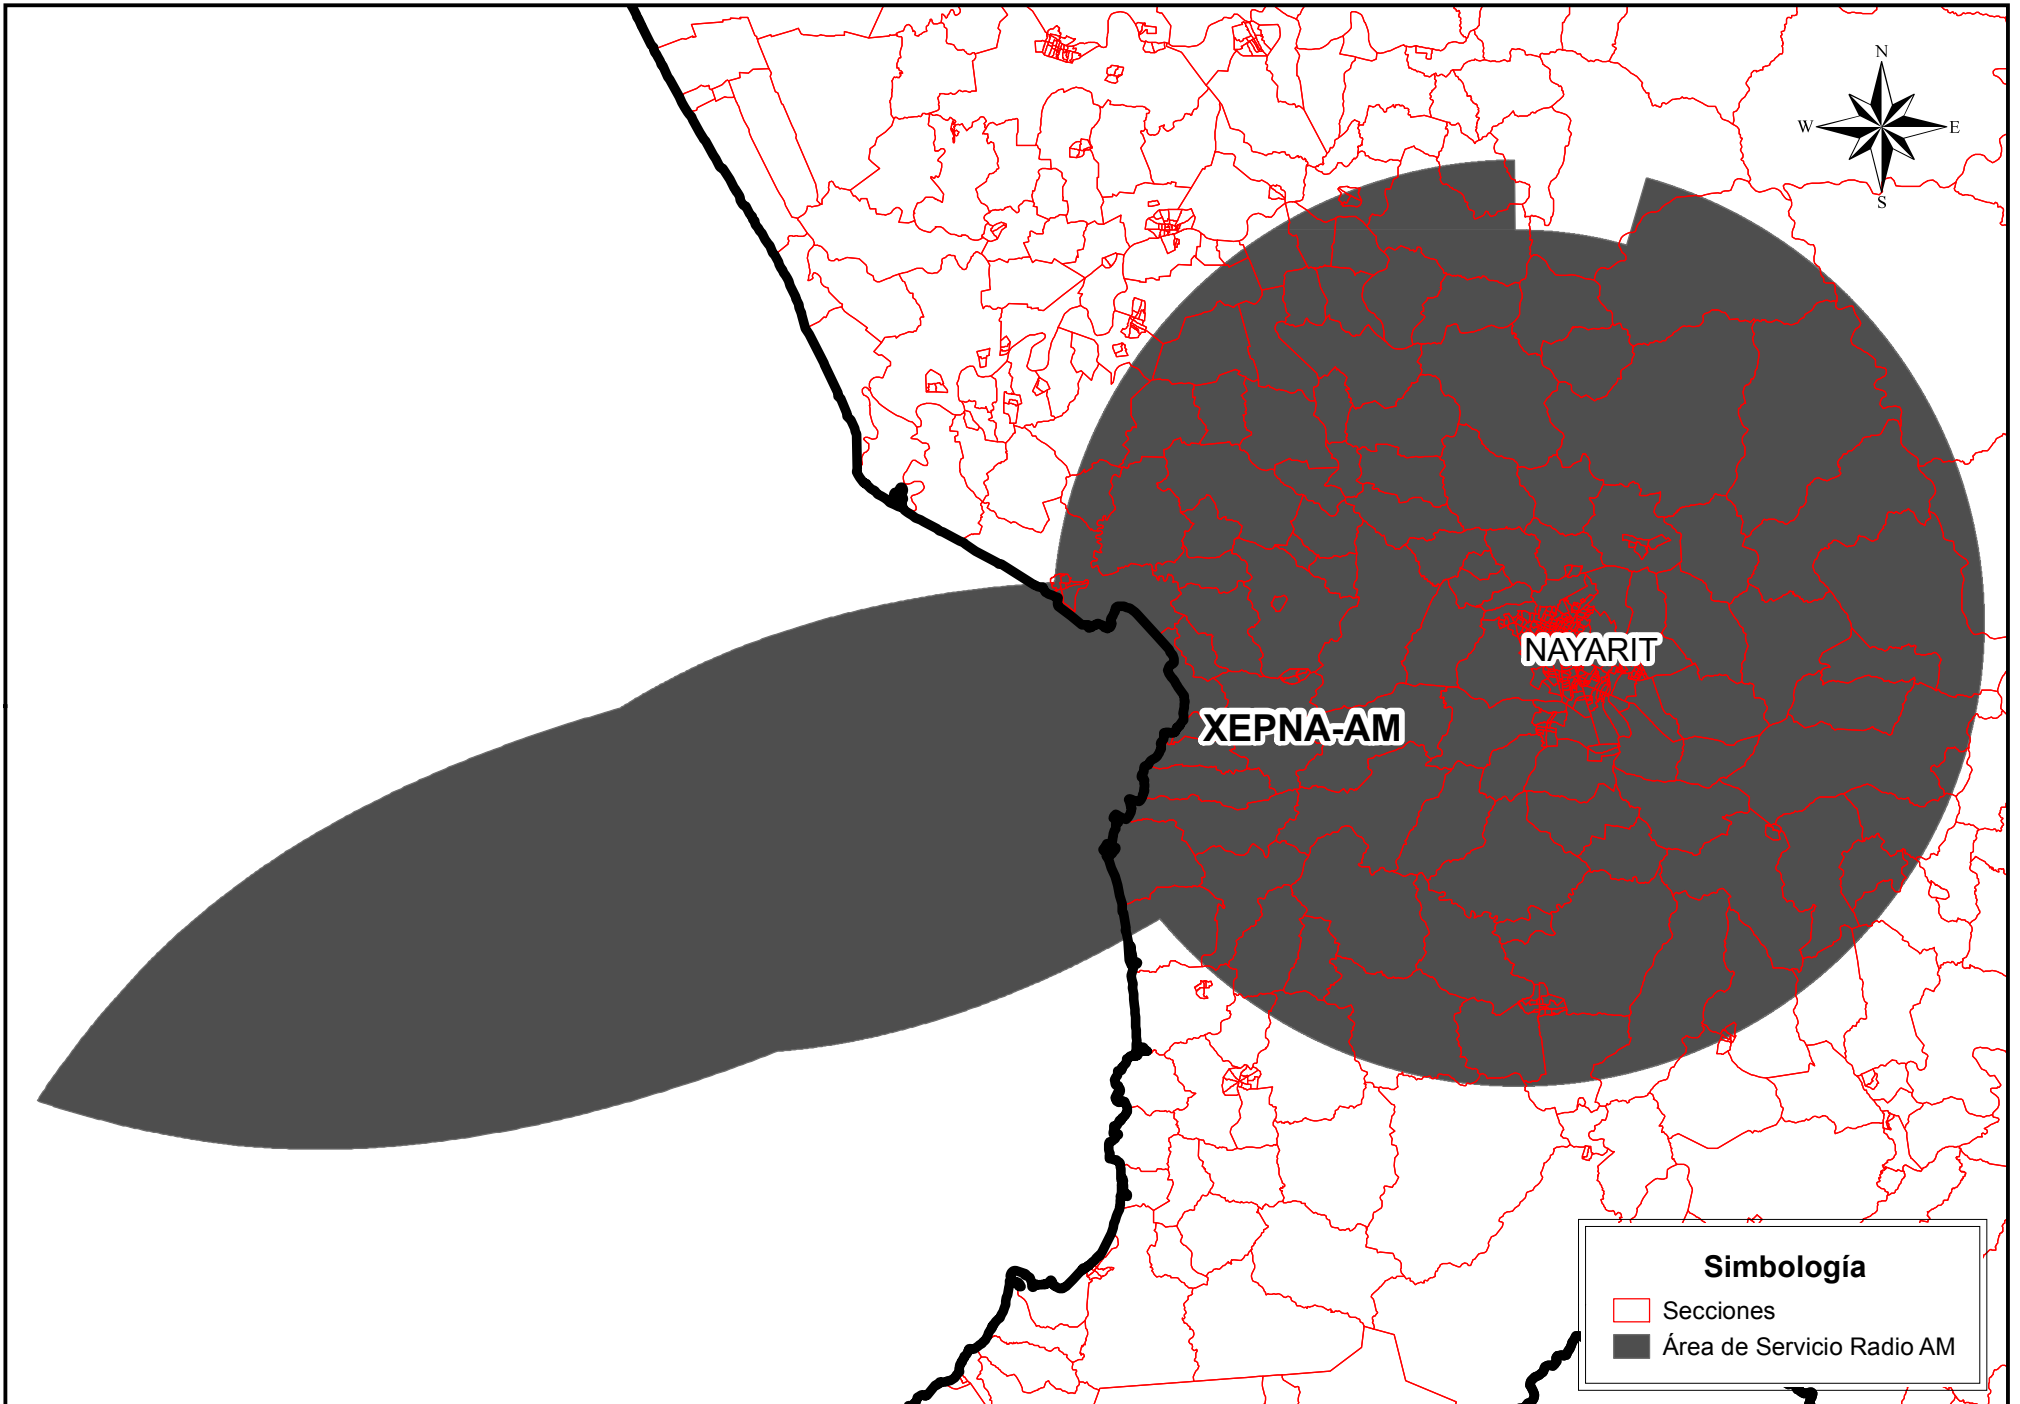 N
W E
S
NAYARIT
XEPNA-AM
Simbología
Secciones
Área de Servicio Radio AM